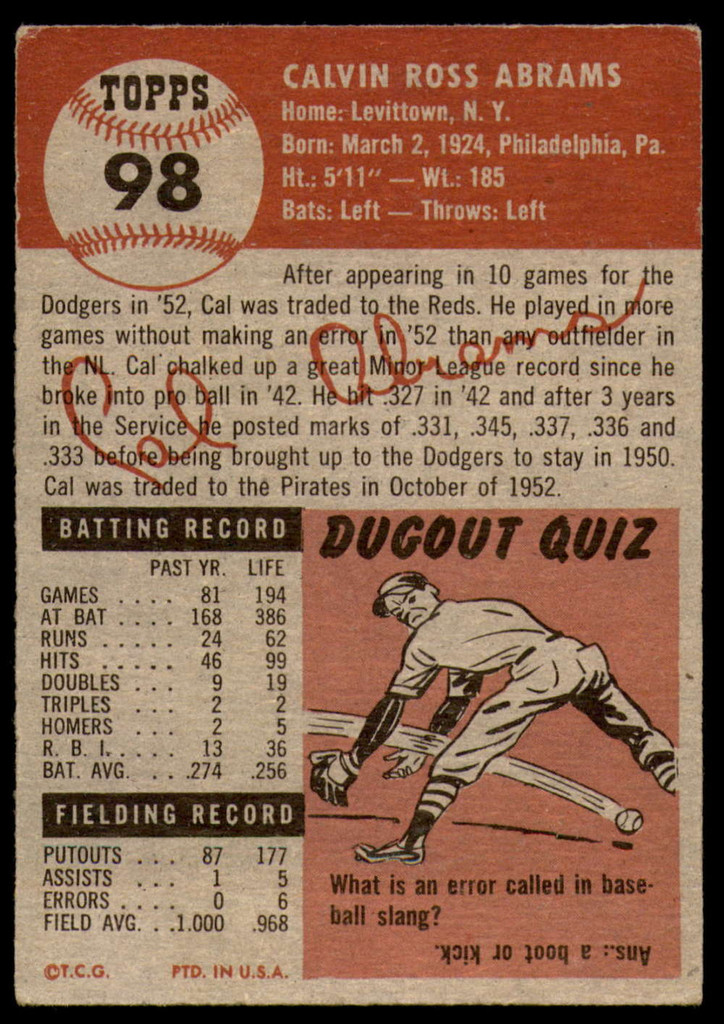 TOPPS
98
CALVIN ROSS ABRAMS
Home: Levittown, N. Y.
Born: March 2, 1924, Philadelphia, Pa.
Ht.: 5'11" — Wt.: 185
Bats: Left — Throws: Left
After appearing in 10 games for the
Dodgers in '52, Cal was traded to the Reds. He played in more
games without making an error in '52 than any outfielder in
the NL. Cal chalked up a great Minor League record since he
broke into pro ball in '42. He hit .327 in '42 and after 3 years
in the Service he posted marks of .331, .345, .337, .336 and
.333 before being brought up to the Dodgers to stay in 1950.
Cal was traded to the Pirates in October of 1952.
Cal Abrams
BATTING RECORD
PAST YR. LIFE
GAMES .... 81 194
AT BAT .... 168 386
RUNS ..... 24 62
HITS ..... 46 99
DOUBLES ... 9 19
TRIPLES ... 2 2
HOMERS ... 2 5
R. B. I. .... 13 36
BAT. AVG. . . .274 .256
FIELDING RECORD
PUTOUTS ... 87 177
ASSISTS ... 1 5
ERRORS .... 0 6
FIELD AVG. . .1.000 .968
©T.C.G. PTD. IN U.S.A.
DUGOUT QUIZ
What is an error called in base-
ball slang?
Ans.: a boot or kick.